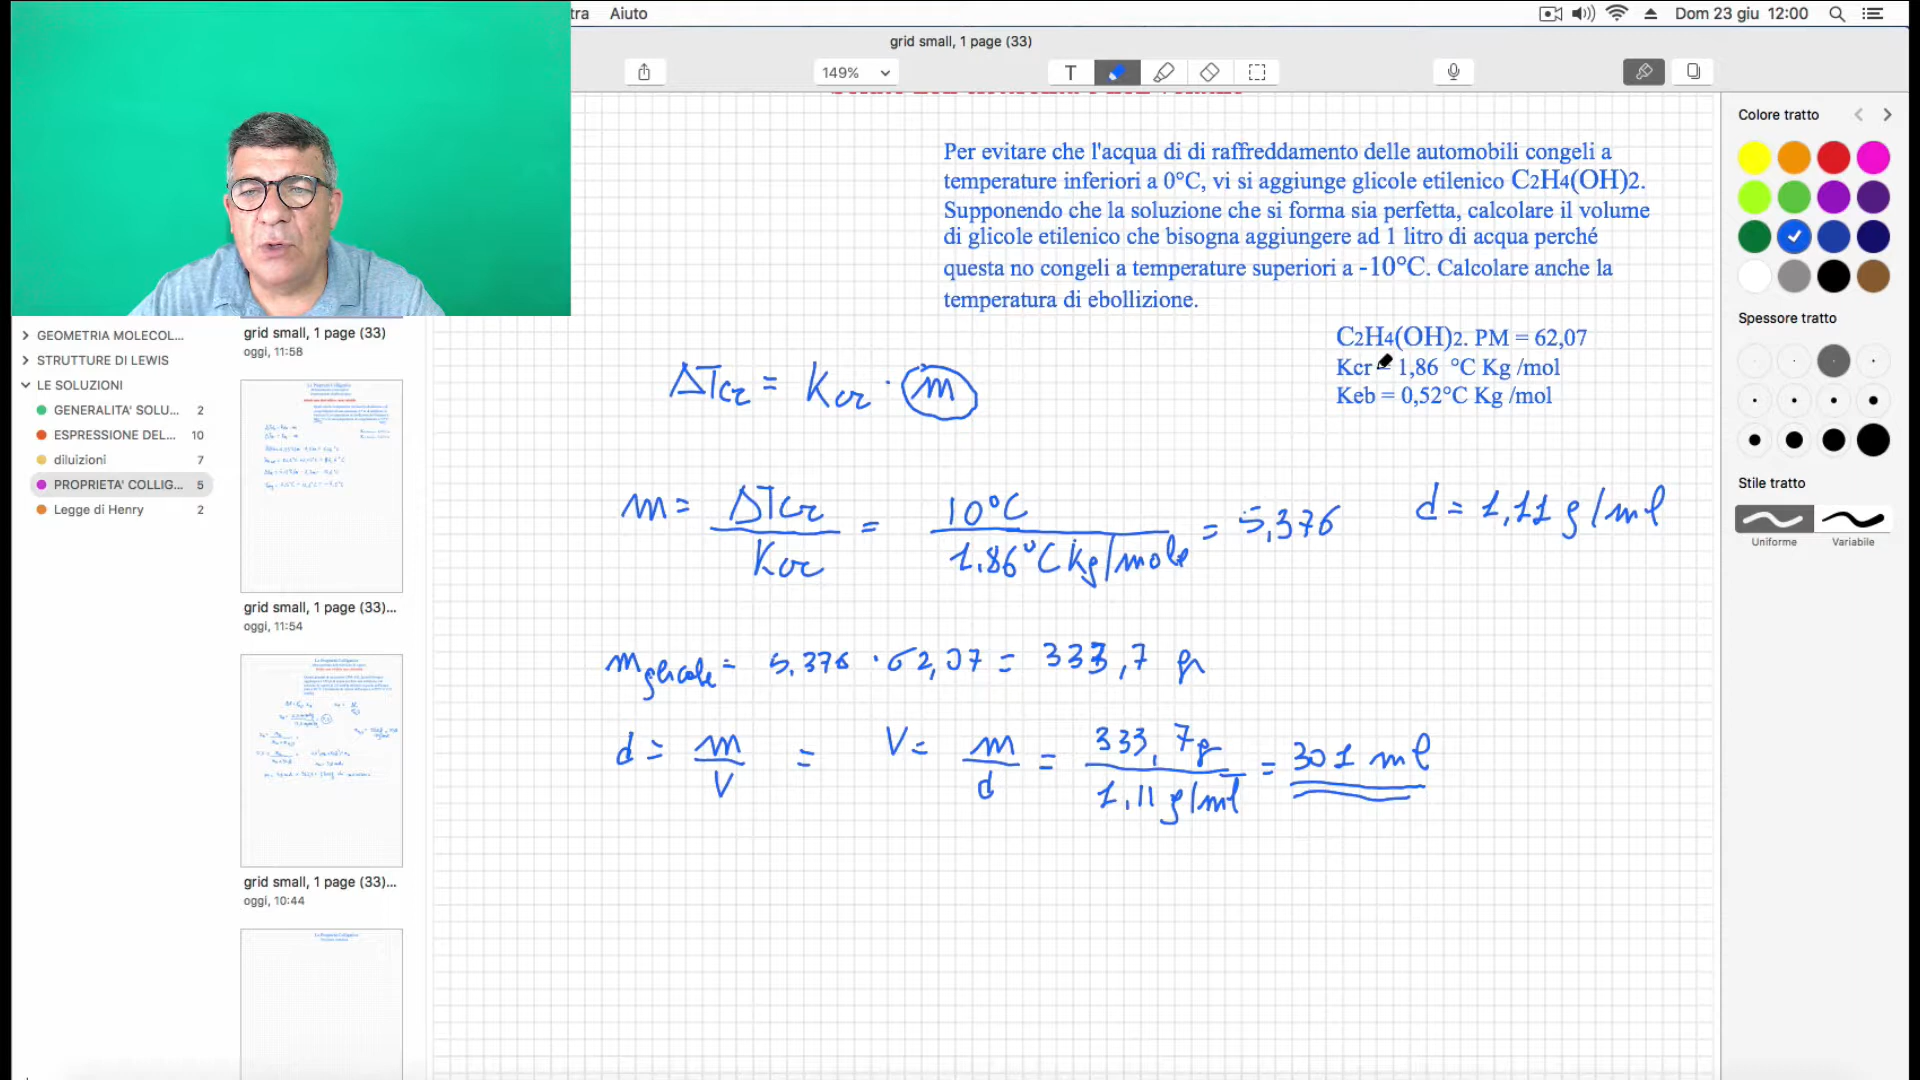 tra Aiuto
Dom 23 giu 12:00
grid small, 1 page (33)
149%
T
Per evitare che l'acqua di di raffreddamento delle automobili congeli a
temperature inferiori a 0°C, vi si aggiunge glicole etilenico C2H4(OH)2.
Supponendo che la soluzione che si forma sia perfetta, calcolare il volume
di glicole etilenico che bisogna aggiungere ad 1 litro di acqua perché
questa no congeli a temperature superiori a -10°C. Calcolare anche la
temperatura di ebollizione.
C2H4(OH)2. PM = 62,07
Kcr = 1,86 °C Kg /mol
Keb = 0,52°C Kg /mol
ΔTcr = Kcr · m
m = ΔTcr / Kcr = 10°C / 1.86°C kg/mole = 5,376
d = 1,11 g/ml
m glicole = 5,376 · 62,07 = 333,7 gr
d = m / V = V = m / d = 333,7g / 1.11 g/ml = 301 ml
GEOMETRIA MOLECOL...
STRUTTURE DI LEWIS
LE SOLUZIONI
GENERALITA' SOLU... 2
ESPRESSIONE DEL... 10
diluizioni 7
PROPRIETA' COLLIG... 5
Legge di Henry 2
grid small, 1 page (33)
oggi, 11:58
grid small, 1 page (33)...
oggi, 11:54
grid small, 1 page (33)...
oggi, 10:44
Colore tratto
Spessore tratto
Stile tratto
Uniforme Variabile